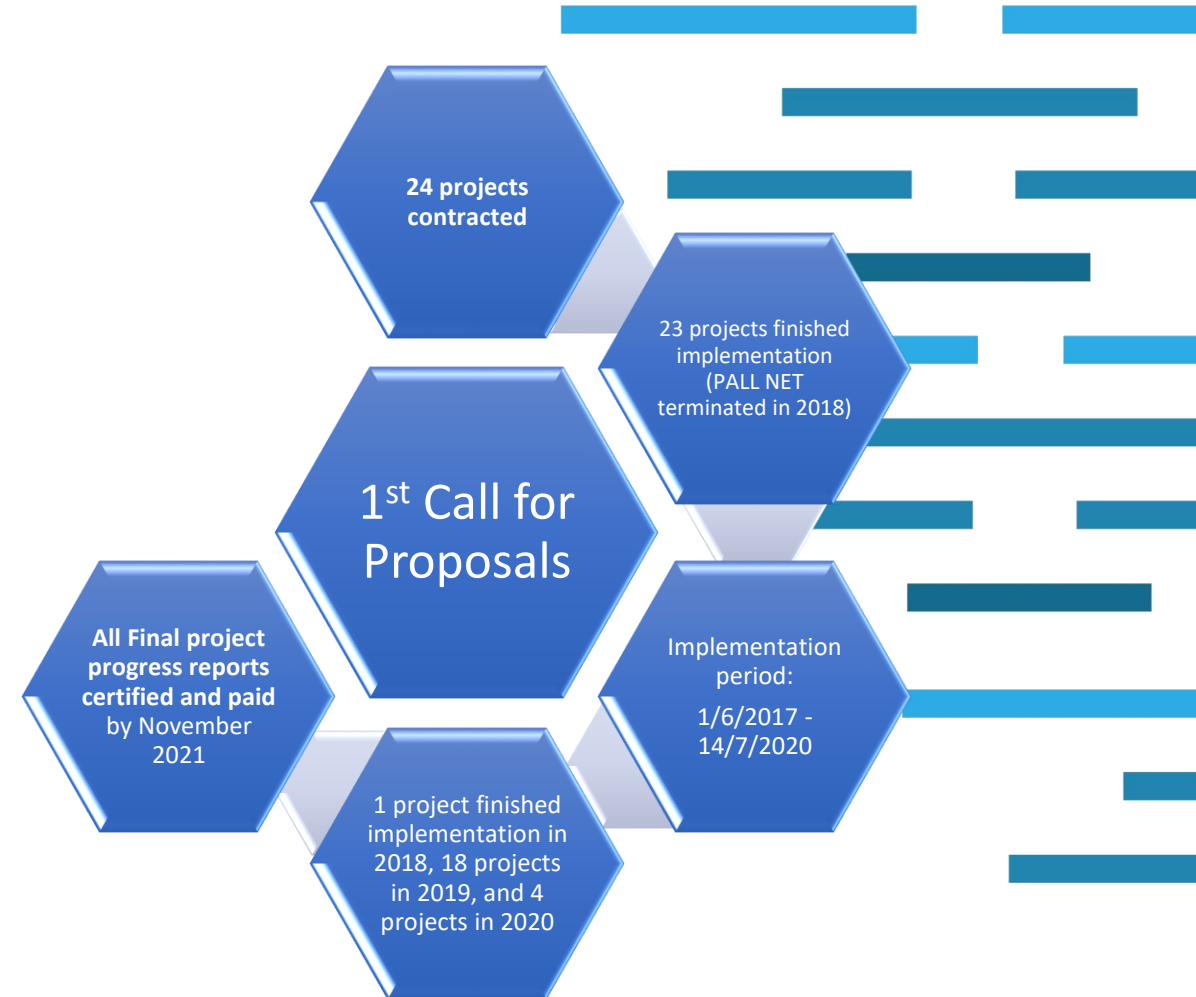 24 projects
contracted
23 projects finished
implementation
(PALL NET
terminated in 2018)
1st Call for
Proposals
Implementation
period:
1/6/2017 -
14/7/2020
1 project finished
implementation in
2018, 18 projects
in 2019, and 4
projects in 2020
All Final project
progress reports
certified and paid
by November
2021